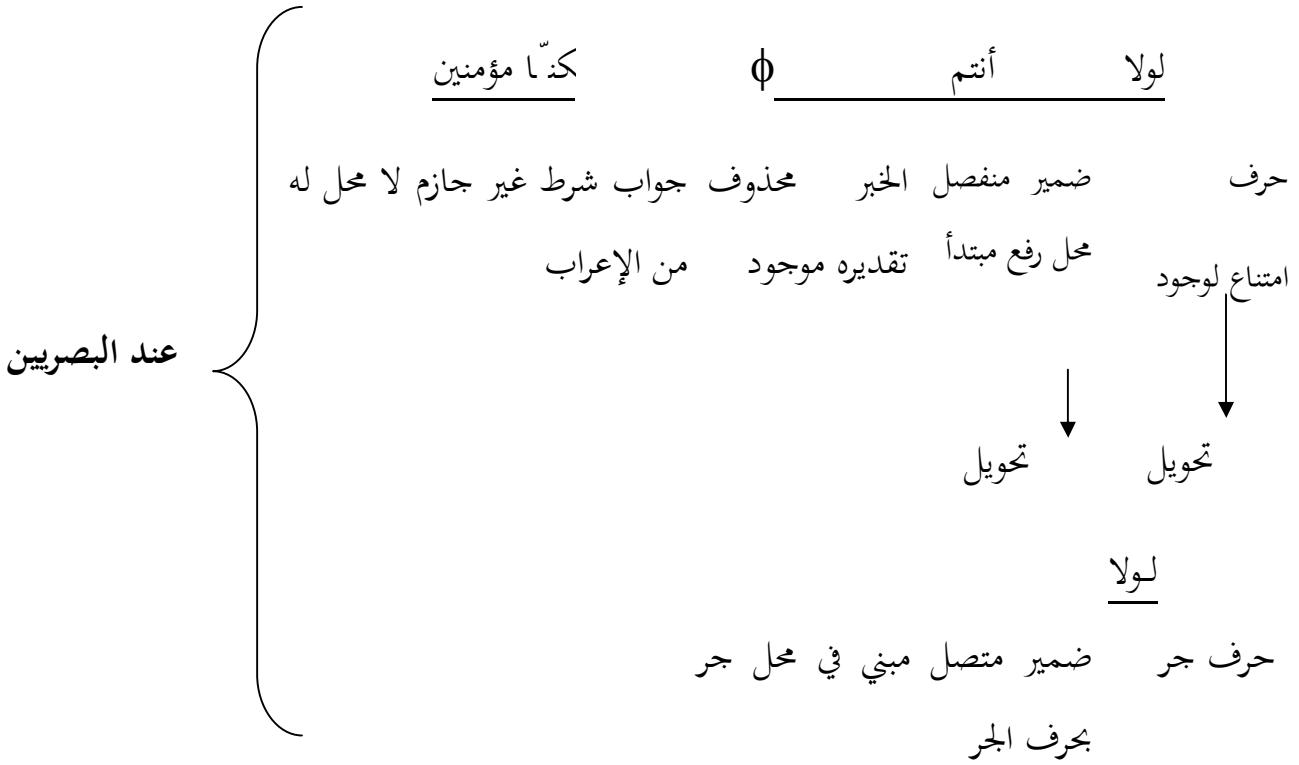 لولا أنتم ɸ لكنّا مؤمنين
حرف ضمير منفصل الخبر محذوف جواب شرط غير جازم لا محل له
امتناع لوجود محل رفع مبتدأ تقديره موجود من الإعراب
عند البصريين
تحويل تحويل
لـولا
حرف جر ضمير متصل مبني في محل جر
بحرف الجر